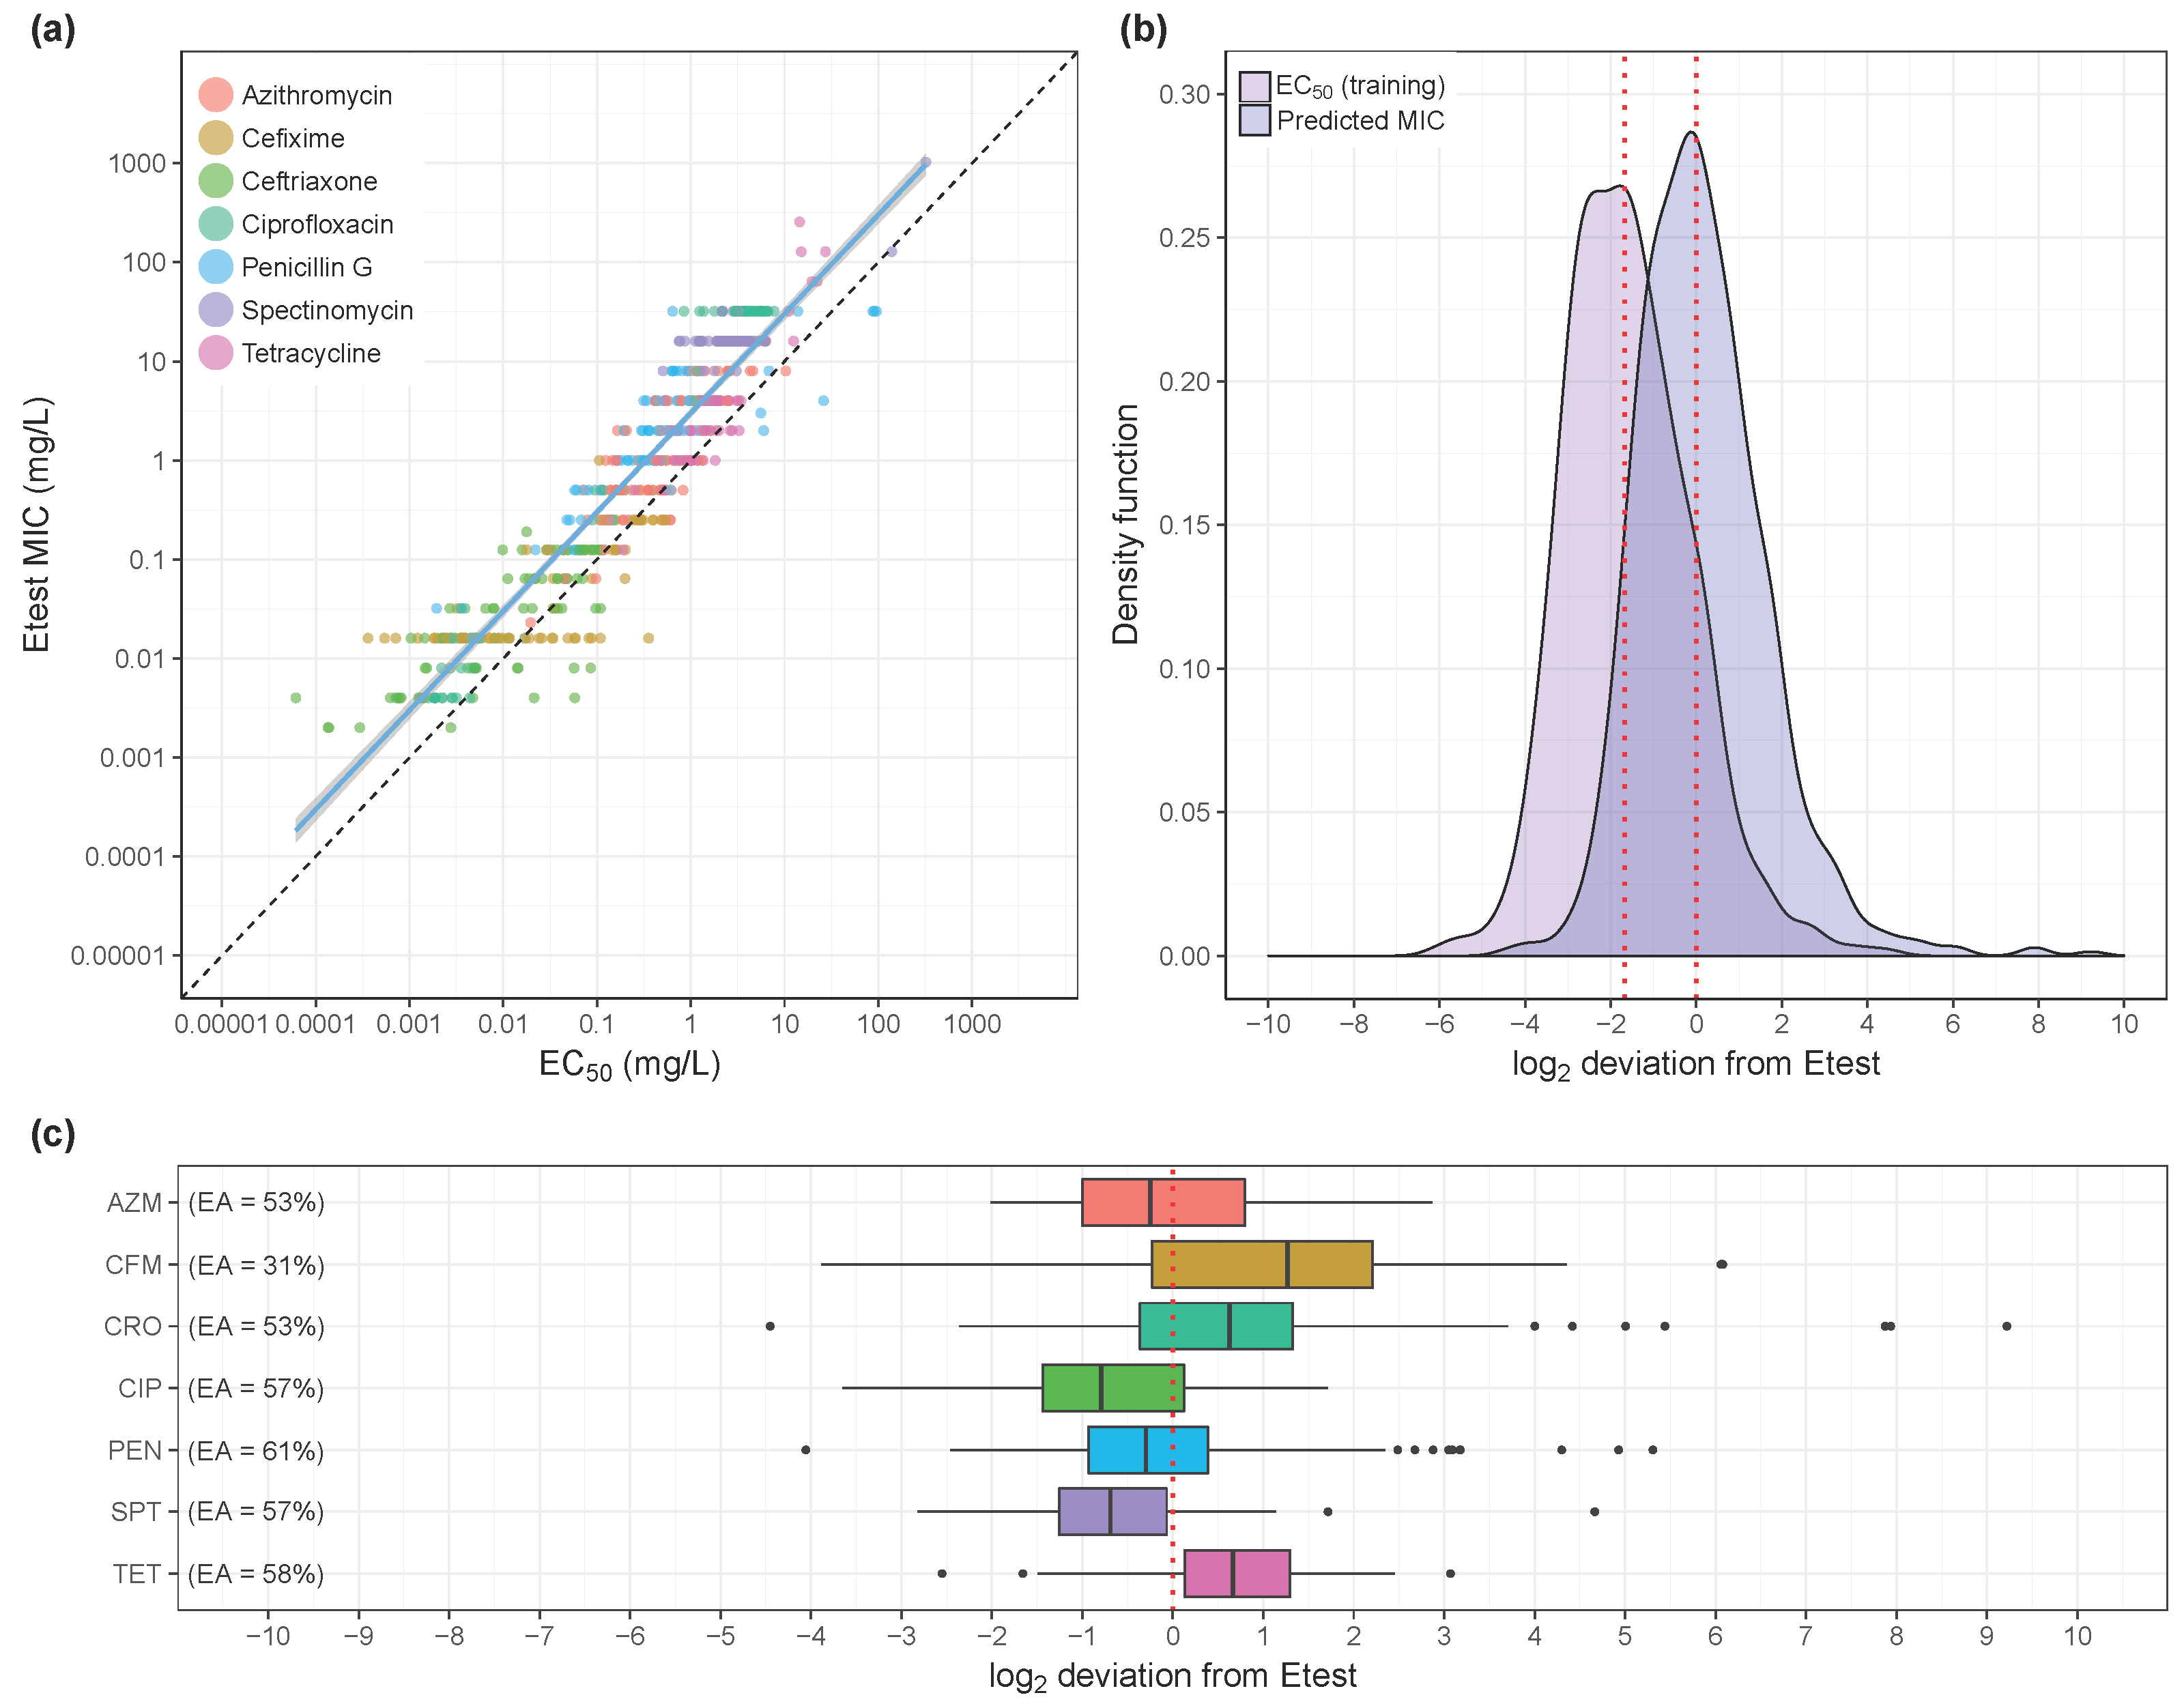 (a)
Azithromycin
Cefixime
Ceftriaxone
Ciprofloxacin
Penicillin G
Spectinomycin
Tetracycline
1000
100
10
1
0.1
0.01
0.001
0.0001
0.00001
Etest MIC (mg/L)
0.00001 0.0001 0.001 0.01 0.1 1 10 100 1000
EC50 (mg/L)
(b)
EC50 (training)
Predicted MIC
0.30
0.25
0.20
0.15
0.10
0.05
0.00
Density function
−10 −8 −6 −4 −2 0 2 4 6 8 10
log2 deviation from Etest
(c)
AZM (EA = 53%)
CFM (EA = 31%)
CRO (EA = 53%)
CIP (EA = 57%)
PEN (EA = 61%)
SPT (EA = 57%)
TET (EA = 58%)
−10 −9 −8 −7 −6 −5 −4 −3 −2 −1 0 1 2 3 4 5 6 7 8 9 10
log2 deviation from Etest